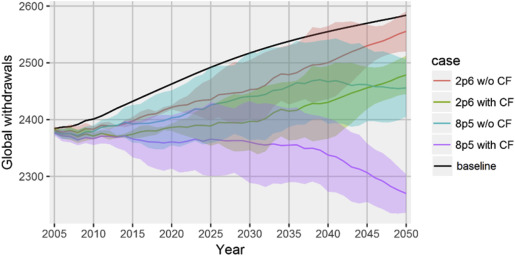 2600
2500
2400
2300
Global withdrawals
2005 2010 2015 2020 2025 2030 2035 2040 2045 2050
Year
case
2p6 w/o CF
2p6 with CF
8p5 w/o CF
8p5 with CF
baseline